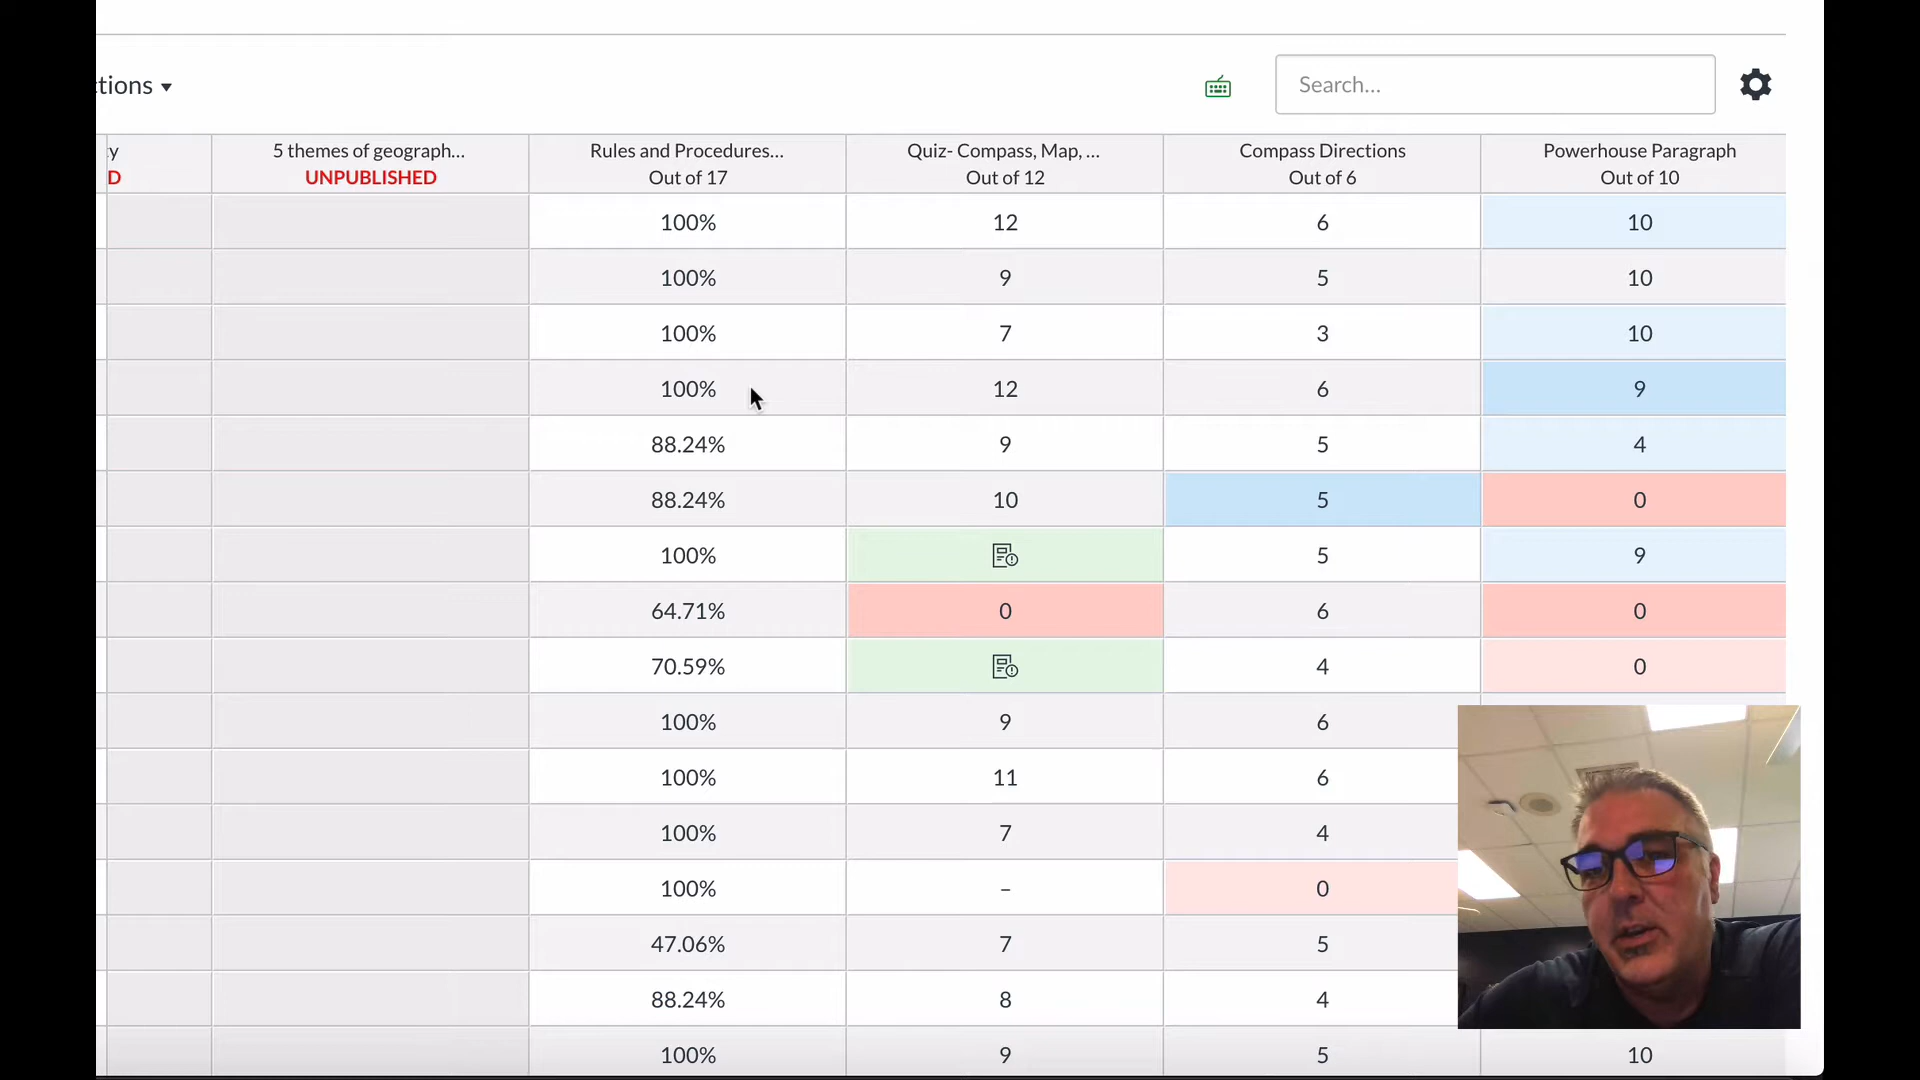 ctions
Search...
y
D
5 themes of geograph...
UNPUBLISHED
Rules and Procedures...
Out of 17
Quiz- Compass, Map, ...
Out of 12
Compass Directions
Out of 6
Powerhouse Paragraph
Out of 10
100% 12 6 10
100% 9 5 10
100% 7 3 10
100% 12 6 9
88.24% 9 5 4
88.24% 10 5 0
100% 5 9
64.71% 0 6 0
70.59% 4 0
100% 9 6
100% 11 6
100% 7 4
100% – 0
47.06% 7 5
88.24% 8 4
100% 9 5 10